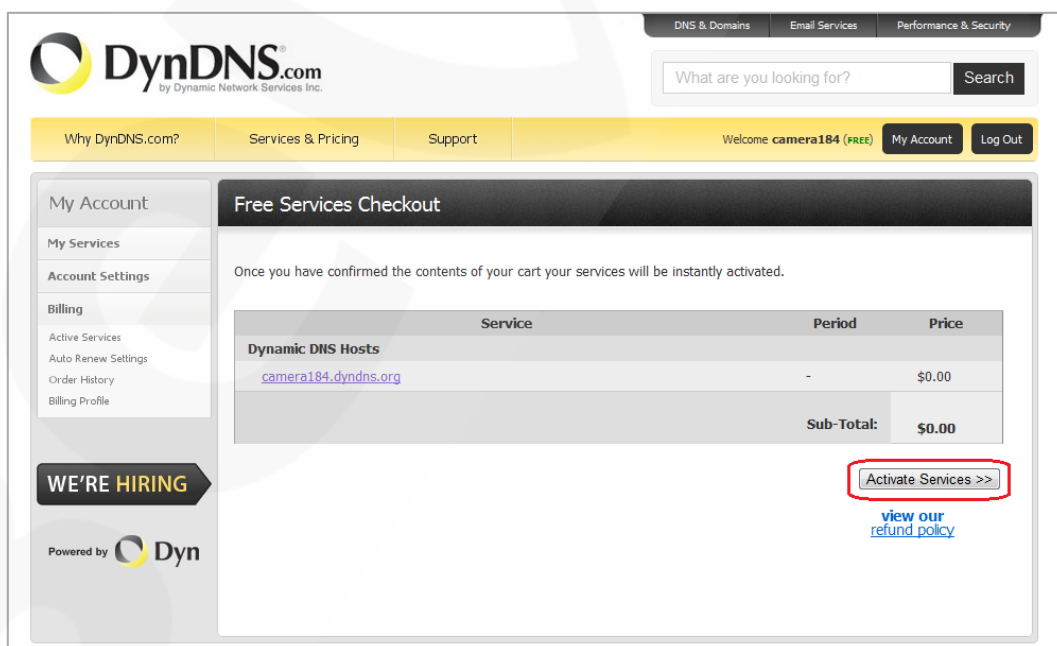 DNS & Domains
Email Services
Performance & Security
DynDNS.com
by Dynamic Network Services Inc.
What are you looking for?
Search
Why DynDNS.com?
Services & Pricing
Support
Welcome camera184 (FREE)
My Account
Log Out
My Account
My Services
Account Settings
Billing
Active Services
Auto Renew Settings
Order History
Billing Profile
WE'RE HIRING
Powered by Dyn
Free Services Checkout
Once you have confirmed the contents of your cart your services will be instantly activated.
Service Period Price
Dynamic DNS Hosts
camera184.dyndns.org - $0.00
Sub-Total: $0.00
Activate Services >>
view our
refund policy